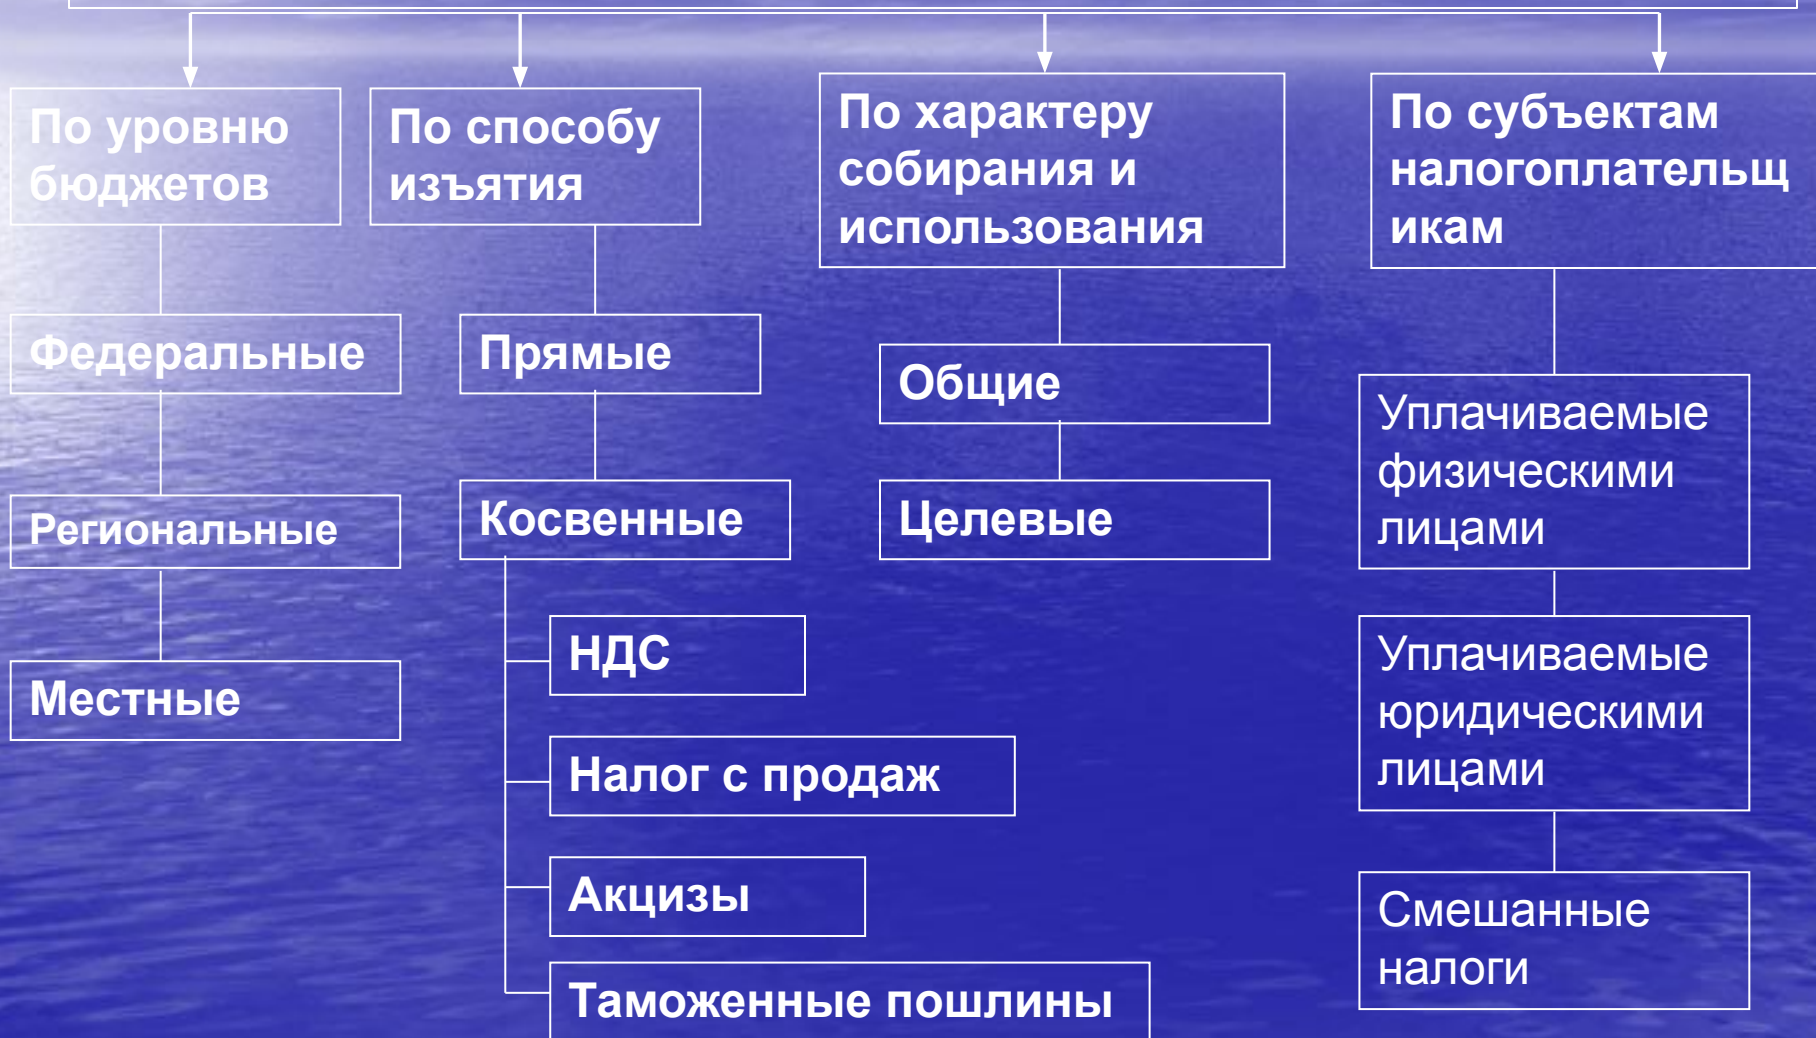 По уровню
бюджетов
Федеральные
Региональные
Местные
По способу
изъятия
Прямые
Косвенные
НДС
Налог с продаж
Акцизы
Таможенные пошлины
По характеру
собирания и
использования
Общие
Целевые
По субъектам
налогоплательщ
икам
Уплачиваемые
физическими
лицами
Уплачиваемые
юридическими
лицами
Смешанные
налоги